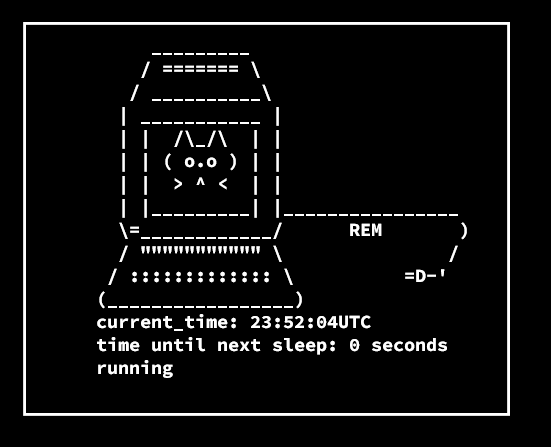 REM
current_time: 23:52:04UTC
time until next sleep: 0 seconds
running